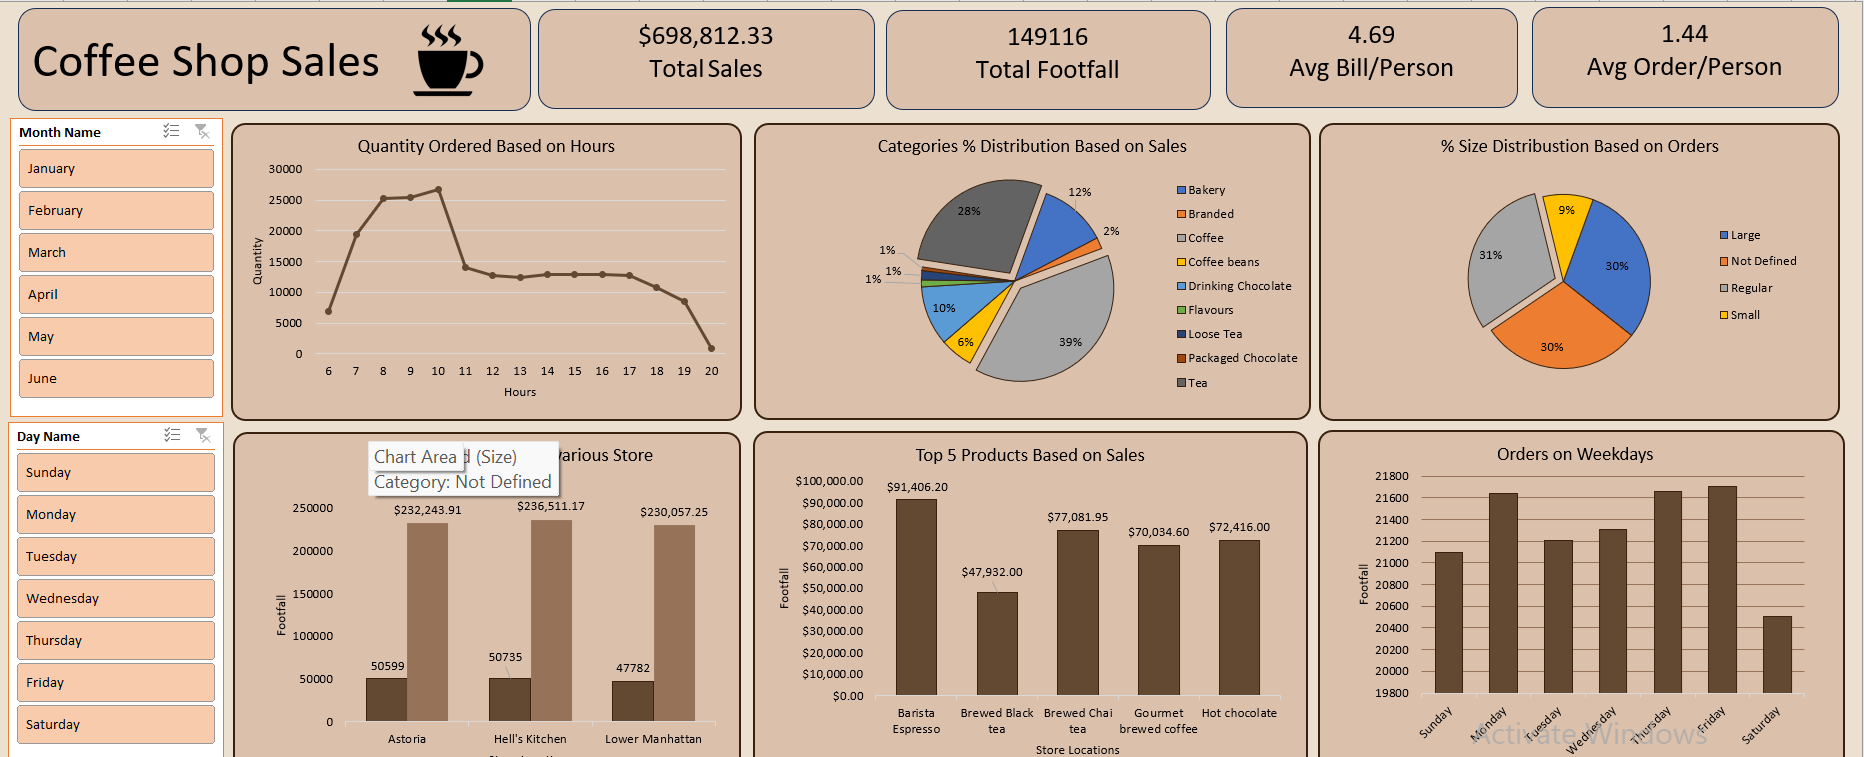 Coffee Shop Sales
$698,812.33
Total Sales
149116
Total Footfall
4.69
Avg Bill/Person
1.44
Avg Order/Person
Month Name
January
February
March
April
May
June
Day Name
Sunday
Monday
Tuesday
Wednesday
Thursday
Friday
Saturday
Quantity Ordered Based on Hours
30000
25000
20000
15000
10000
5000
0
Quantity
6 7 8 9 10 11 12 13 14 15 16 17 18 19 20
Hours
Categories % Distribution Based on Sales
12%
2%
39%
6%
10%
1%
1%
1%
28%
Bakery
Branded
Coffee
Coffee beans
Drinking Chocolate
Flavours
Loose Tea
Packaged Chocolate
Tea
% Size Distribustion Based on Orders
9%
30%
30%
31%
Large
Not Defined
Regular
Small
Chart Area d (Size)
Category: Not Defined
various Store
250000
200000
150000
100000
50000
0
Footfall
$232,243.91
$236,511.17
$230,057.25
50599
50735
47782
Astoria
Hell's Kitchen
Lower Manhattan
Top 5 Products Based on Sales
$100,000.00
$90,000.00
$80,000.00
$70,000.00
$60,000.00
$50,000.00
$40,000.00
$30,000.00
$20,000.00
$10,000.00
$0.00
Footfall
$91,406.20
$47,932.00
$77,081.95
$70,034.60
$72,416.00
Barista
Espresso
Brewed Black
tea
Brewed Chai
tea
Gourmet
brewed coffee
Hot chocolate
Store Locations
Orders on Weekdays
21800
21600
21400
21200
21000
20800
20600
20400
20200
20000
19800
Footfall
Sunday
Monday
Tuesday
Wednesday
Thursday
Friday
Saturday
Activate Windows